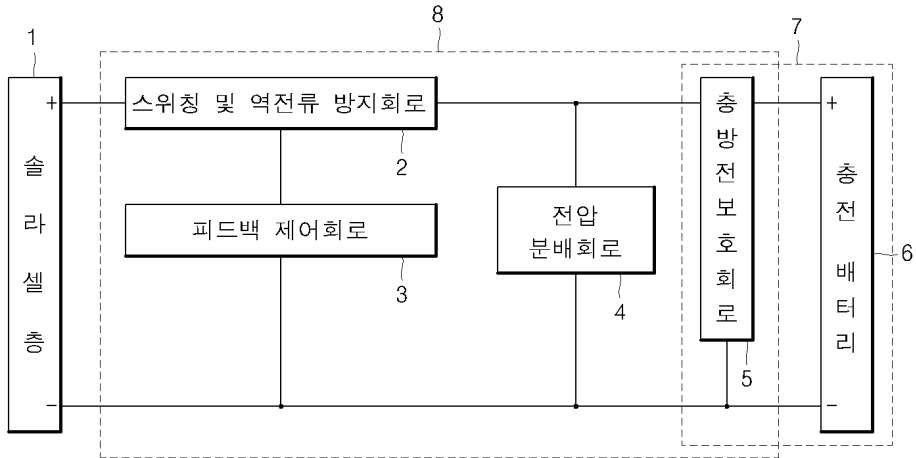 8
7
1
+
스위칭 및 역전류 방지회로
2
+
솔라셀층
피드백 제어회로
3
전압
분배회로
4
충방전보호회로
5
충전 배터리
6
−
−